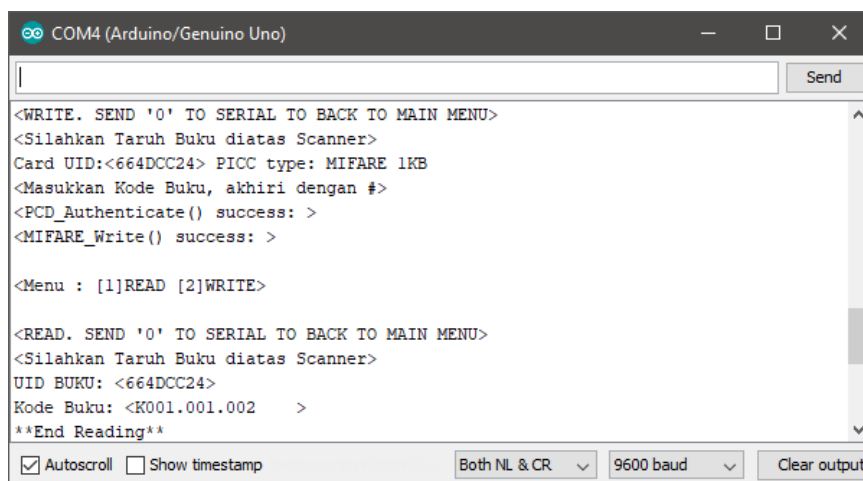 COM4 (Arduino/Genuino Uno)
Send
<WRITE. SEND '0' TO SERIAL TO BACK TO MAIN MENU>
<Silahkan Taruh Buku diatas Scanner>
Card UID:<664DCC24> PICC type: MIFARE 1KB
<Masukkan Kode Buku, akhiri dengan #>
<PCD_Authenticate() success: >
<MIFARE_Write() success: >
<Menu : [1]READ [2]WRITE>
<READ. SEND '0' TO SERIAL TO BACK TO MAIN MENU>
<Silahkan Taruh Buku diatas Scanner>
UID BUKU: <664DCC24>
Kode Buku: <K001.001.002    >
**End Reading**
Autoscroll Show timestamp Both NL & CR 9600 baud Clear output